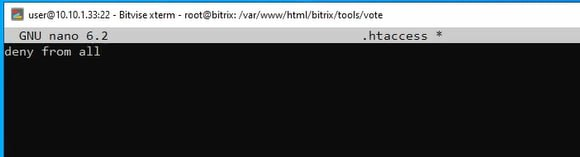 user@10.10.1.33:22 - Bitvise xterm - root@bitrix: /var/www/html/bitrix/tools/vote
GNU nano 6.2 .htaccess *
deny from all